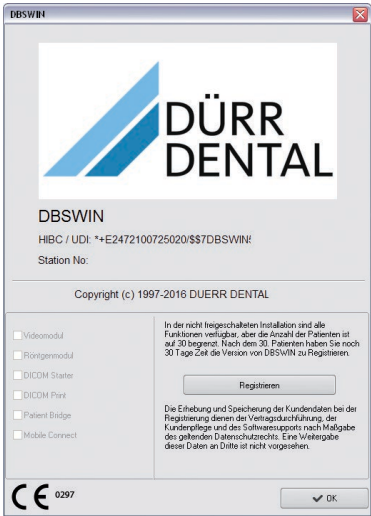 DBSWIN
DÜRR
DENTAL
DBSWIN
HIBC / UDI: *+E2472100725020/$$7DBSWIN5
Station No:
Copyright (c) 1997-2016 DUERR DENTAL
Videomodul
Röntgenmodul
DICOM Starter
DICOM Print
Patient Bridge
Mobile Connect
In der nicht freigeschalteten Installation sind alle
Funktionen verfügbar, aber die Anzahl der Patienten ist
auf 30 begrenzt. Nach dem 30. Patienten haben Sie noch
30 Tage Zeit die Version von DBSWIN zu Registrieren.
Registrieren
Die Erhebung und Speicherung der Kundendaten bei der
Registrierung dienen der Vertragsdurchführung, der
Kundenpflege und des Softwaresupports nach Maßgabe
des geltenden Datenschutzrechts. Eine Weitergabe
dieser Daten an Dritte ist nicht vorgesehen.
CE 0297
OK